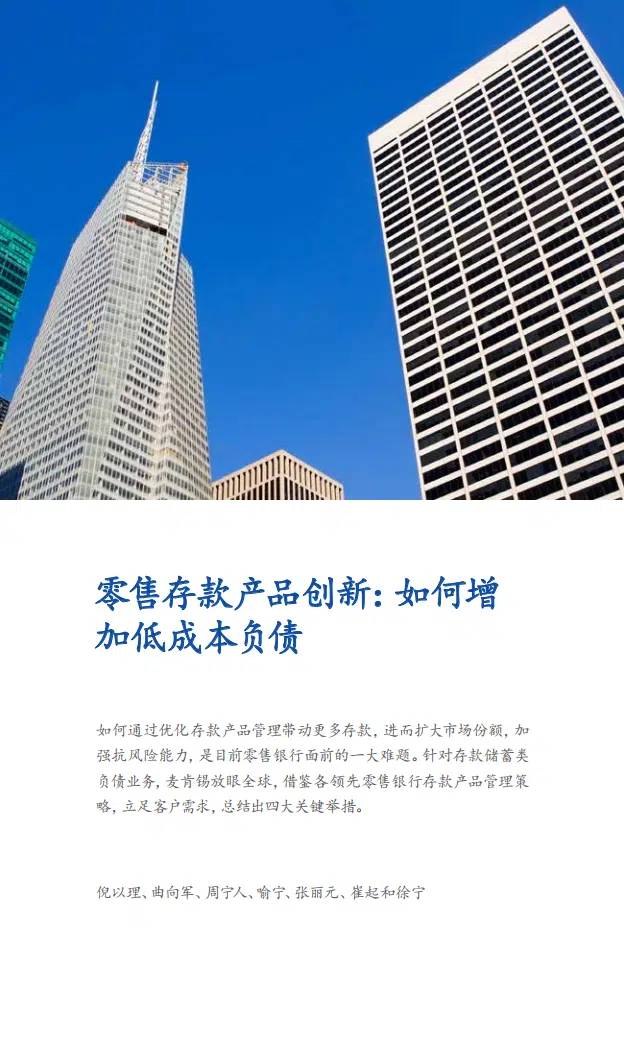 零售存款产品创新：如何增
加低成本负债
如何通过优化存款产品管理带动更多存款，进而扩大市场份额，加
强抗风险能力，是目前零售银行面前的一大难题。针对存款储蓄类
负债业务，麦肯锡放眼全球，借鉴各领先零售银行存款产品管理策
略，立足客户需求，总结出四大关键举措。
倪以理、曲向军、周宁人、喻宁、张丽元、崔起和徐宁